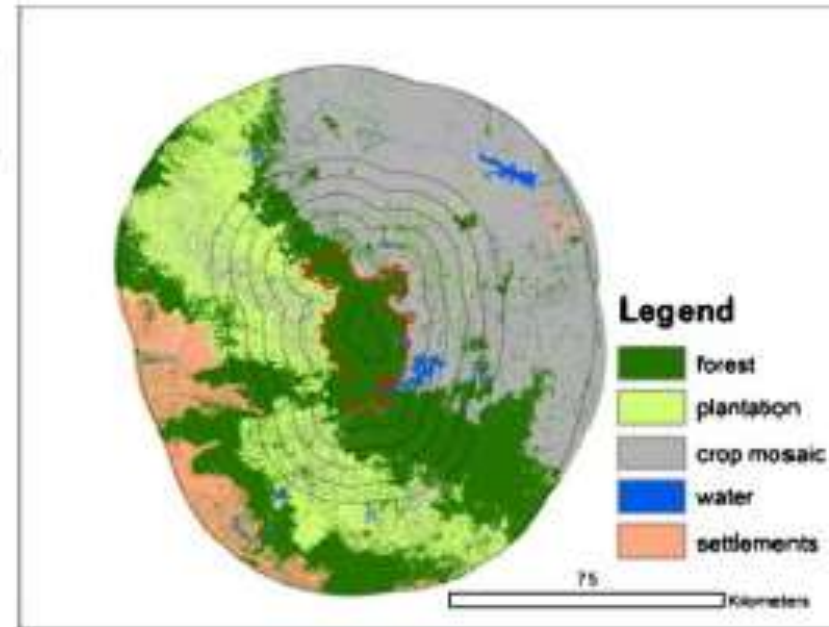 Legend
forest
plantation
crop mosaic
water
settlements
75
Kilometers